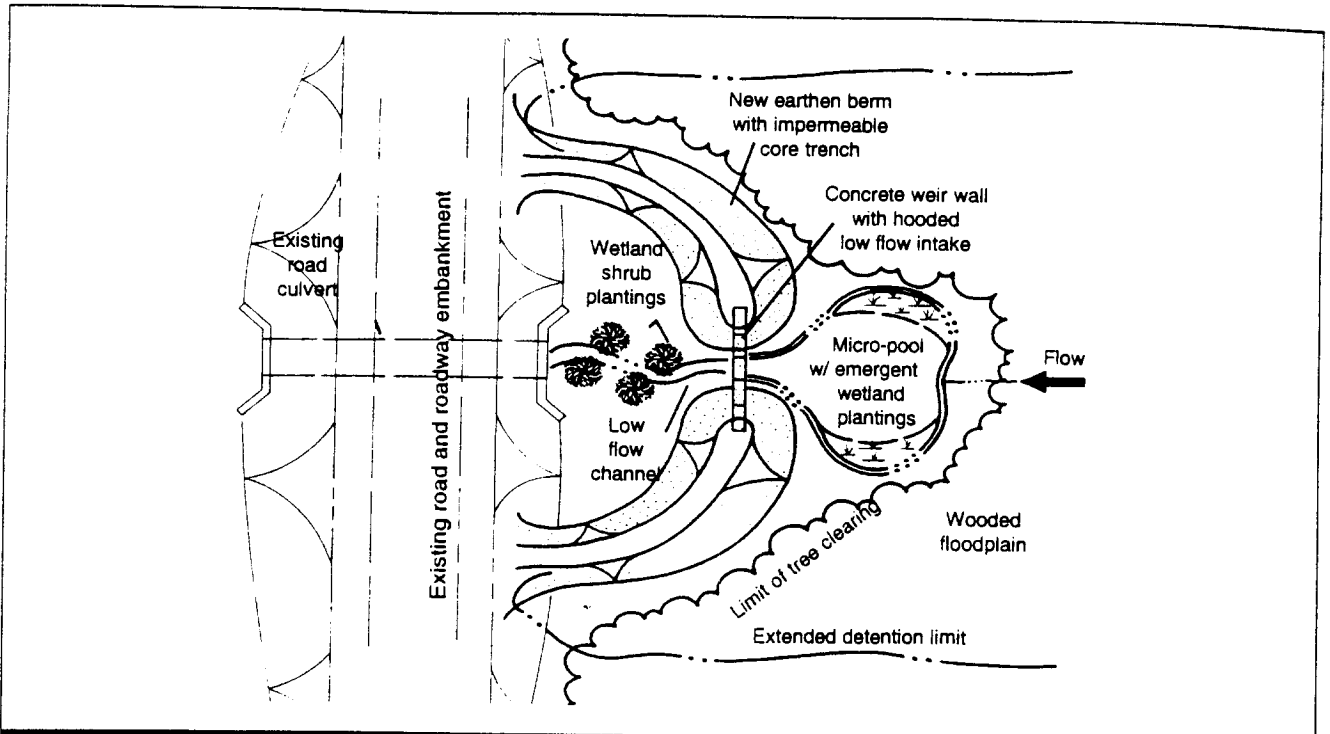 New earthen berm
with impermeable
core trench
Concrete weir wall
with hooded
low flow intake
Existing
road
culvert
Existing road and roadway embankment
Wetland
shrub
plantings
Micro-pool
w/ emergent
wetland
plantings
Flow
Low
flow
channel
Limit of tree clearing
Wooded
floodplain
Extended detention limit